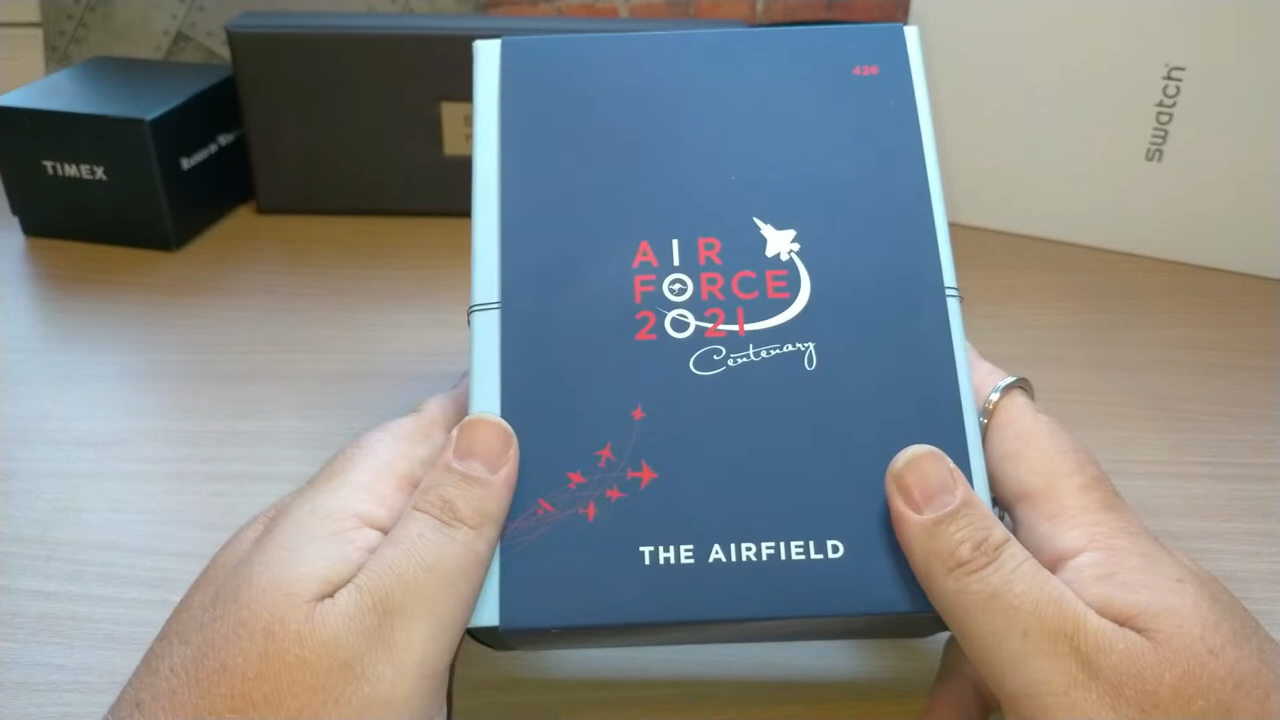 426
swatch
TIMEX
AIR
FORCE
2021
Centenary
THE AIRFIELD